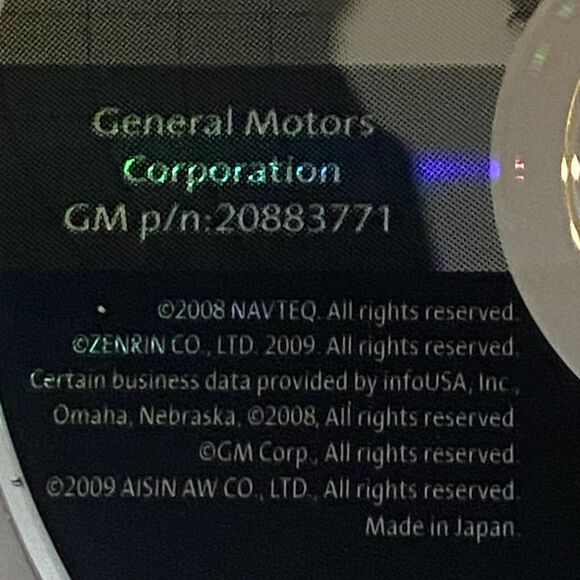 General Motors
Corporation
GM p/n:20883771
©2008 NAVTEQ. All rights reserved.
©ZENRIN CO., LTD. 2009. All rights reserved.
Certain business data provided by infoUSA, Inc.,
Omaha, Nebraska, ©2008, All rights reserved.
©GM Corp., All rights reserved.
©2009 AISIN AW CO., LTD., All rights reserved.
Made in Japan.